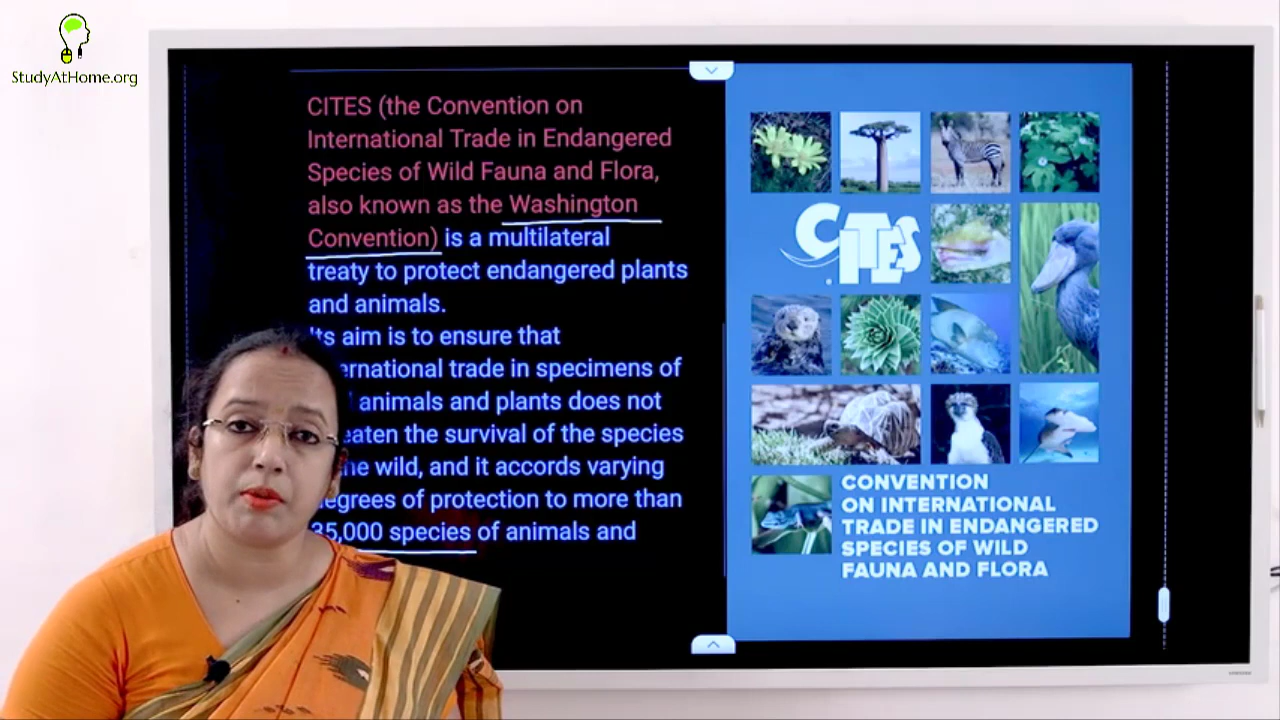 StudyAtHome.org
CITES (the Convention on
International Trade in Endangered
Species of Wild Fauna and Flora,
also known as the Washington
Convention) is a multilateral
treaty to protect endangered plants
and animals.
Its aim is to ensure that
ernational trade in specimens of
animals and plants does not
eaten the survival of the species
he wild, and it accords varying
degrees of protection to more than
35,000 species of animals and
CITES
CONVENTION
ON INTERNATIONAL
TRADE IN ENDANGERED
SPECIES OF WILD
FAUNA AND FLORA